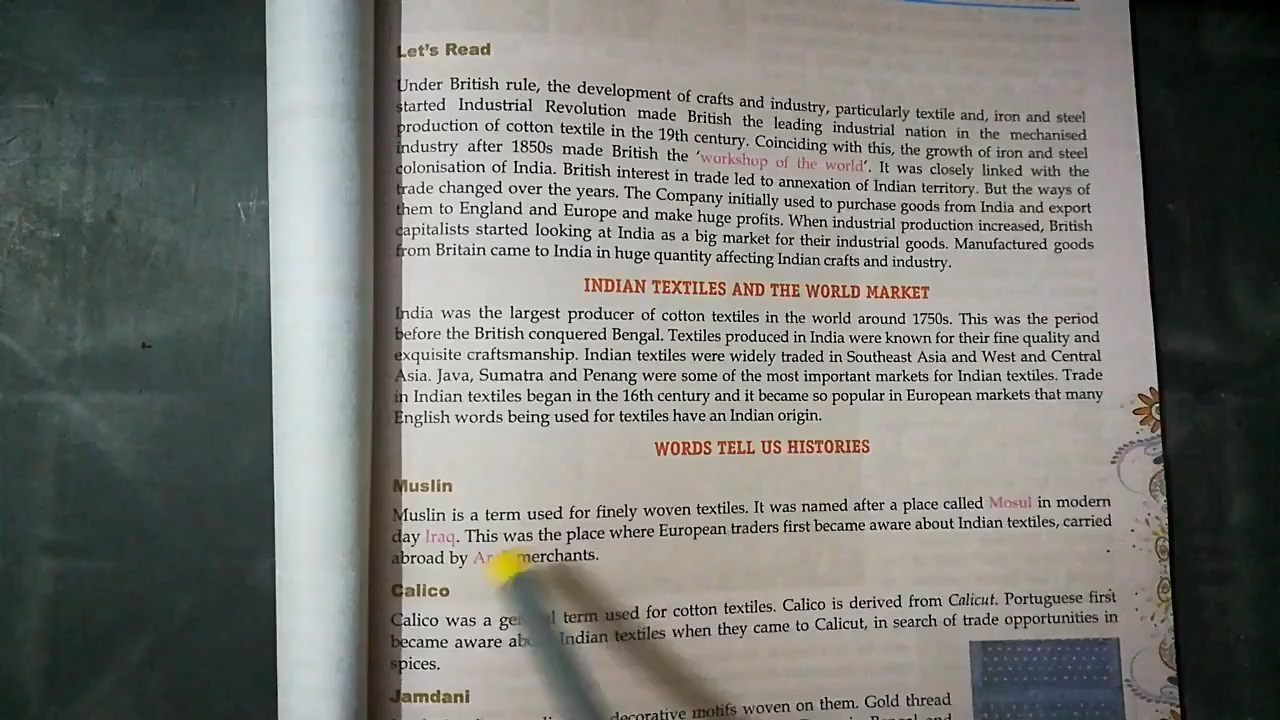 Let's Read
Under British rule, the development of crafts and industry, particularly textile and, iron and steel
started Industrial Revolution made British the leading industrial nation in the mechanised
production of cotton textile in the 19th century. Coinciding with this, the growth of iron and steel
industry after 1850s made British the 'workshop of the world'. It was closely linked with the
colonisation of India. British interest in trade led to annexation of Indian territory. But the ways of
trade changed over the years. The Company initially used to purchase goods from India and export
them to England and Europe and make huge profits. When industrial production increased, British
capitalists started looking at India as a big market for their industrial goods. Manufactured goods
from Britain came to India in huge quantity affecting Indian crafts and industry.
INDIAN TEXTILES AND THE WORLD MARKET
India was the largest producer of cotton textiles in the world around 1750s. This was the period
before the British conquered Bengal. Textiles produced in India were known for their fine quality and
exquisite craftsmanship. Indian textiles were widely traded in Southeast Asia and West and Central
Asia. Java, Sumatra and Penang were some of the most important markets for Indian textiles. Trade
in Indian textiles began in the 16th century and it became so popular in European markets that many
English words being used for textiles have an Indian origin.
WORDS TELL US HISTORIES
Muslin
Muslin is a term used for finely woven textiles. It was named after a place called Mosul in modern
day Iraq. This was the place where European traders first became aware about Indian textiles, carried
abroad by merchants.
Calico
Calico was a term used for cotton textiles. Calico is derived from Calicut. Portuguese first
became aware Indian textiles when they came to Calicut, in search of trade opportunities in
spices.
Jamdani
decorative motifs woven on them. Gold thread